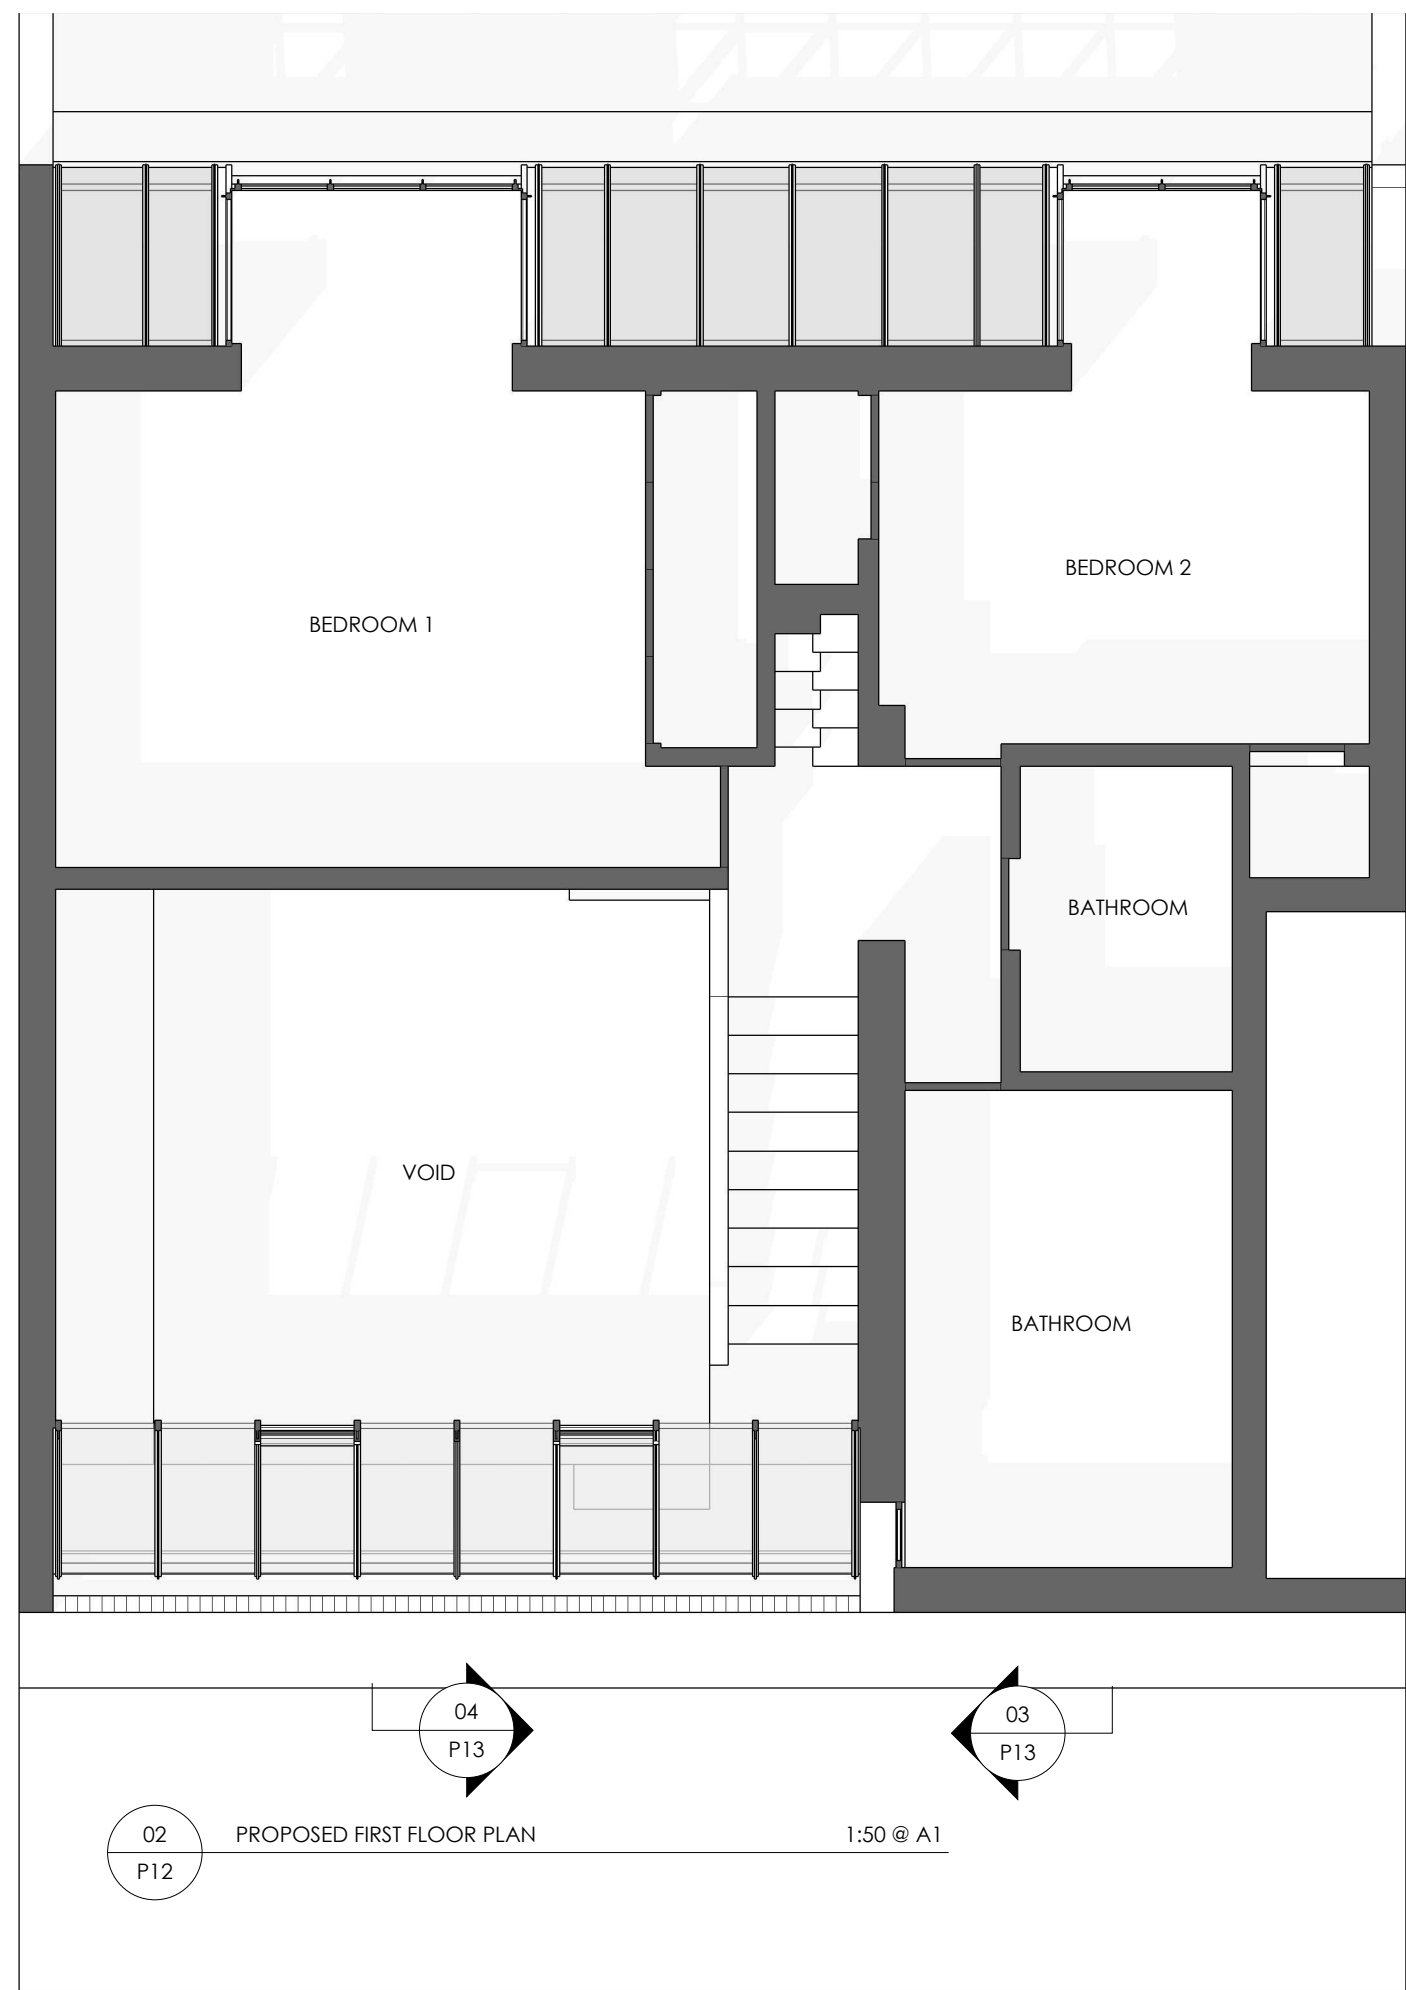 BEDROOM 2
BEDROOM 1
BATHROOM
VOID
BATHROOM
04
P13
03
P13
02
P12
PROPOSED FIRST FLOOR PLAN
1:50 @ A1